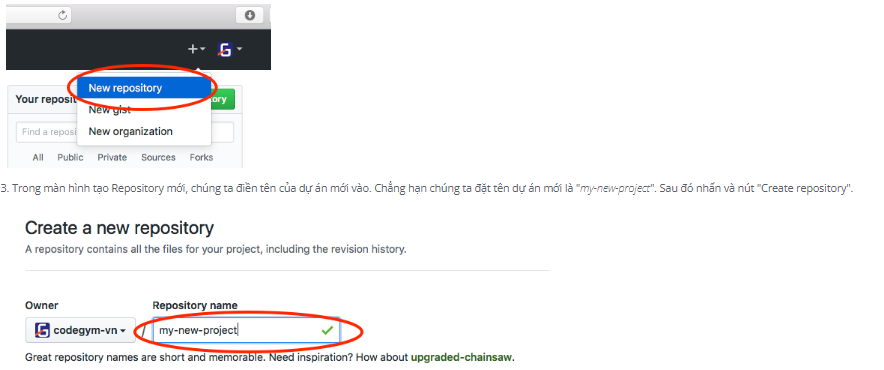 New repository
Your reposit ory
New gist
Find a reposi
New organization
All Public Private Sources Forks
3. Trong màn hình tạo Repository mới, chúng ta điền tên của dự án mới vào. Chẳng hạn chúng ta đặt tên dự án mới là "my-new-project". Sau đó nhấn và nút "Create repository".
Create a new repository
A repository contains all the files for your project, including the revision history.
Owner Repository name
codegym-vn / my-new-project
Great repository names are short and memorable. Need inspiration? How about upgraded-chainsaw.